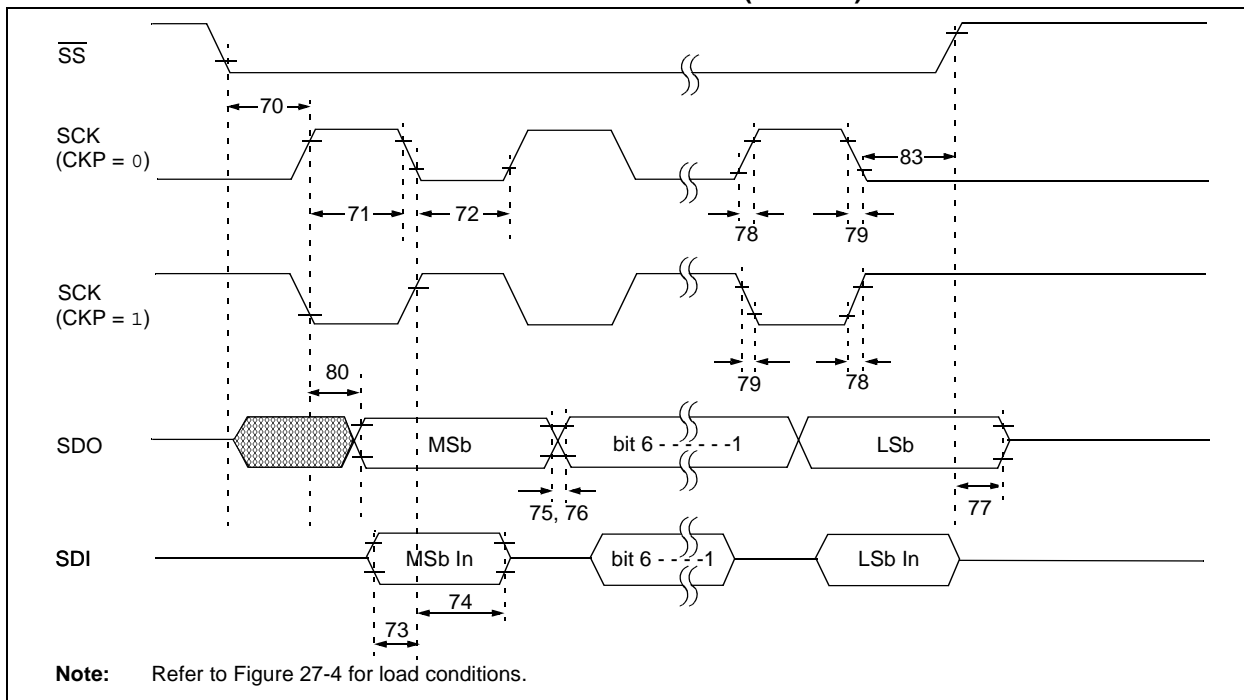 SS
70
SCK
(CKP = 0)
83
71
72
78
79
SCK
(CKP = 1)
80
79
78
SDO
MSb
bit 6 - - - - - -1
LSb
75, 76
77
SDI
MSb In
bit 6 - - - -1
LSb In
74
73
Note: Refer to Figure 27-4 for load conditions.